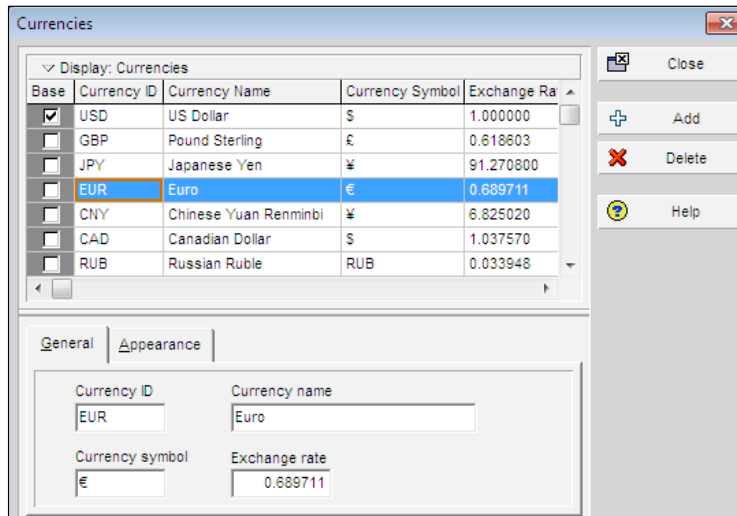 Currencies
Display: Currencies
Base Currency ID Currency Name Currency Symbol Exchange Ra
USD US Dollar $ 1.000000
GBP Pound Sterling £ 0.618603
JPY Japanese Yen ¥ 91.270800
EUR Euro € 0.689711
CNY Chinese Yuan Renminbi ¥ 6.825020
CAD Canadian Dollar $ 1.037570
RUB Russian Ruble RUB 0.033948
Close
Add
Delete
Help
General Appearance
Currency ID Currency name
EUR Euro
Currency symbol Exchange rate
€ 0.689711